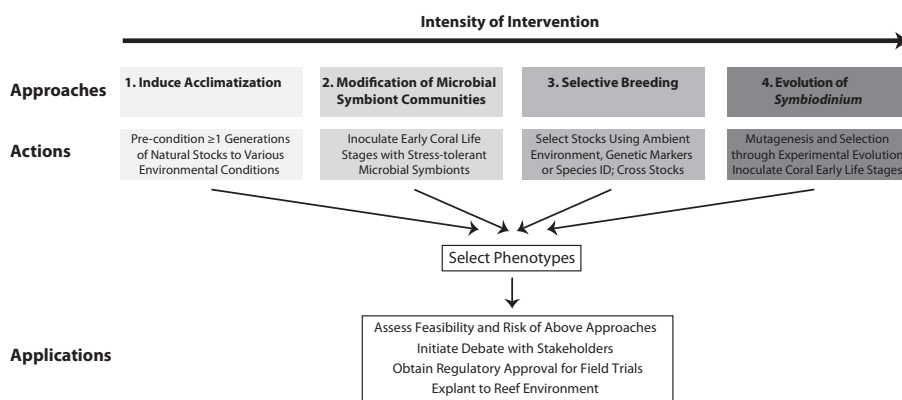 Intensity of Intervention
Approaches
1. Induce Acclimatization
2. Modification of Microbial
Symbiont Communities
3. Selective Breeding
4. Evolution of
Symbiodinium
Actions
Pre-condition ≥1 Generations
of Natural Stocks to Various
Environmental Conditions
Inoculate Early Coral Life
Stages with Stress-tolerant
Microbial Symbionts
Select Stocks Using Ambient
Environment, Genetic Markers
or Species ID; Cross Stocks
Mutagenesis and Selection
through Experimental Evolution
Inoculate Coral Early Life Stages
Select Phenotypes
Applications
Assess Feasibility and Risk of Above Approaches
Initiate Debate with Stakeholders
Obtain Regulatory Approval for Field Trials
Explant to Reef Environment